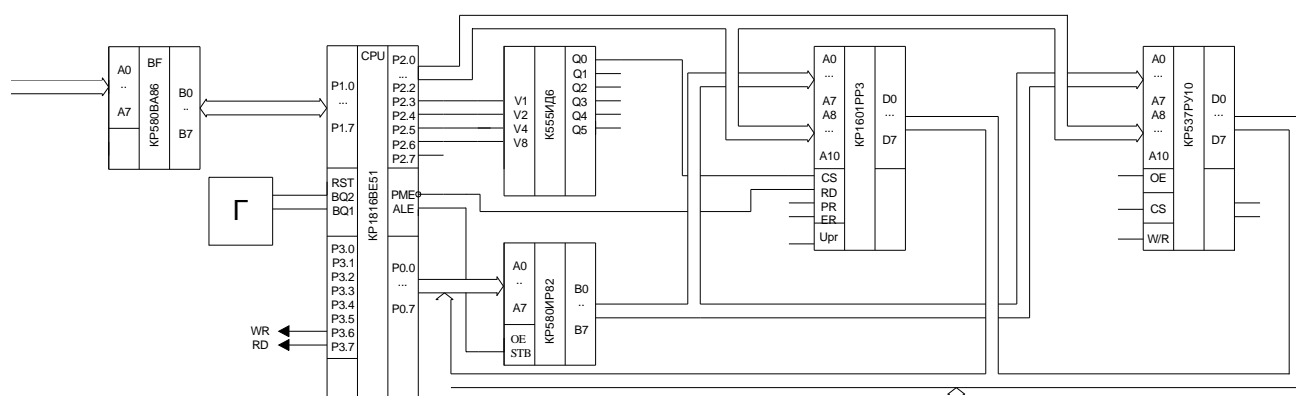 A0
..
A7
BF
КР580ВА86
B0
..
B7
Г
WR
RD
P1.0
...
P1.7
RST
BQ2
BQ1
P3.0
P3.1
P3.2
P3.3
P3.4
P3.5
P3.6
P3.7
CPU
КР1816ВЕ51
P2.0
...
P2.2
P2.3
P2.4
P2.5
P2.6
P2.7
PME
ALE
P0.0
...
P0.7
V1
V2
V4
V8
К555ИД6
Q0
Q1
Q2
Q3
Q4
Q5
A0
..
A7
OE
STB
КР580ИР82
B0
..
B7
A0
...
A7
A8
...
A10
CS
RD
PR
ER
Upr
КР1601РР3
D0
...
D7
A0
...
A7
A8
...
A10
OE
CS
W/R
КР537РУ10
D0
...
D7